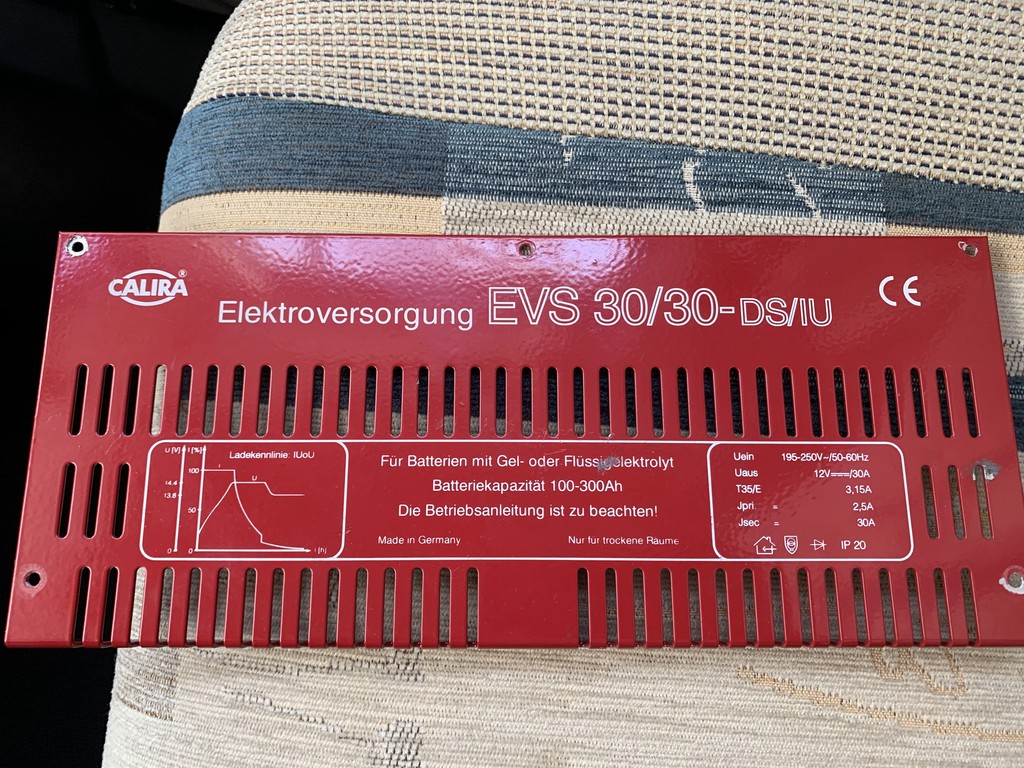 CALIRA®
Elektroversorgung EVS 30/30-DS/IU
CE
U [V] I [%]
Ladekennlinie: IUoU
100
14.4
13.8
50
0 0
I
U
t [h]
Für Batterien mit Gel- oder Flüssigelektrolyt
Batteriekapazität 100-300Ah
Die Betriebsanleitung ist zu beachten!
Made in Germany
Nur für trockene Räume
Uein 195-250V~/50-60Hz
Uaus 12V⎓/30A
T35/E 3,15A
Jpri. = 2,5A
Jsec = 30A
IP 20